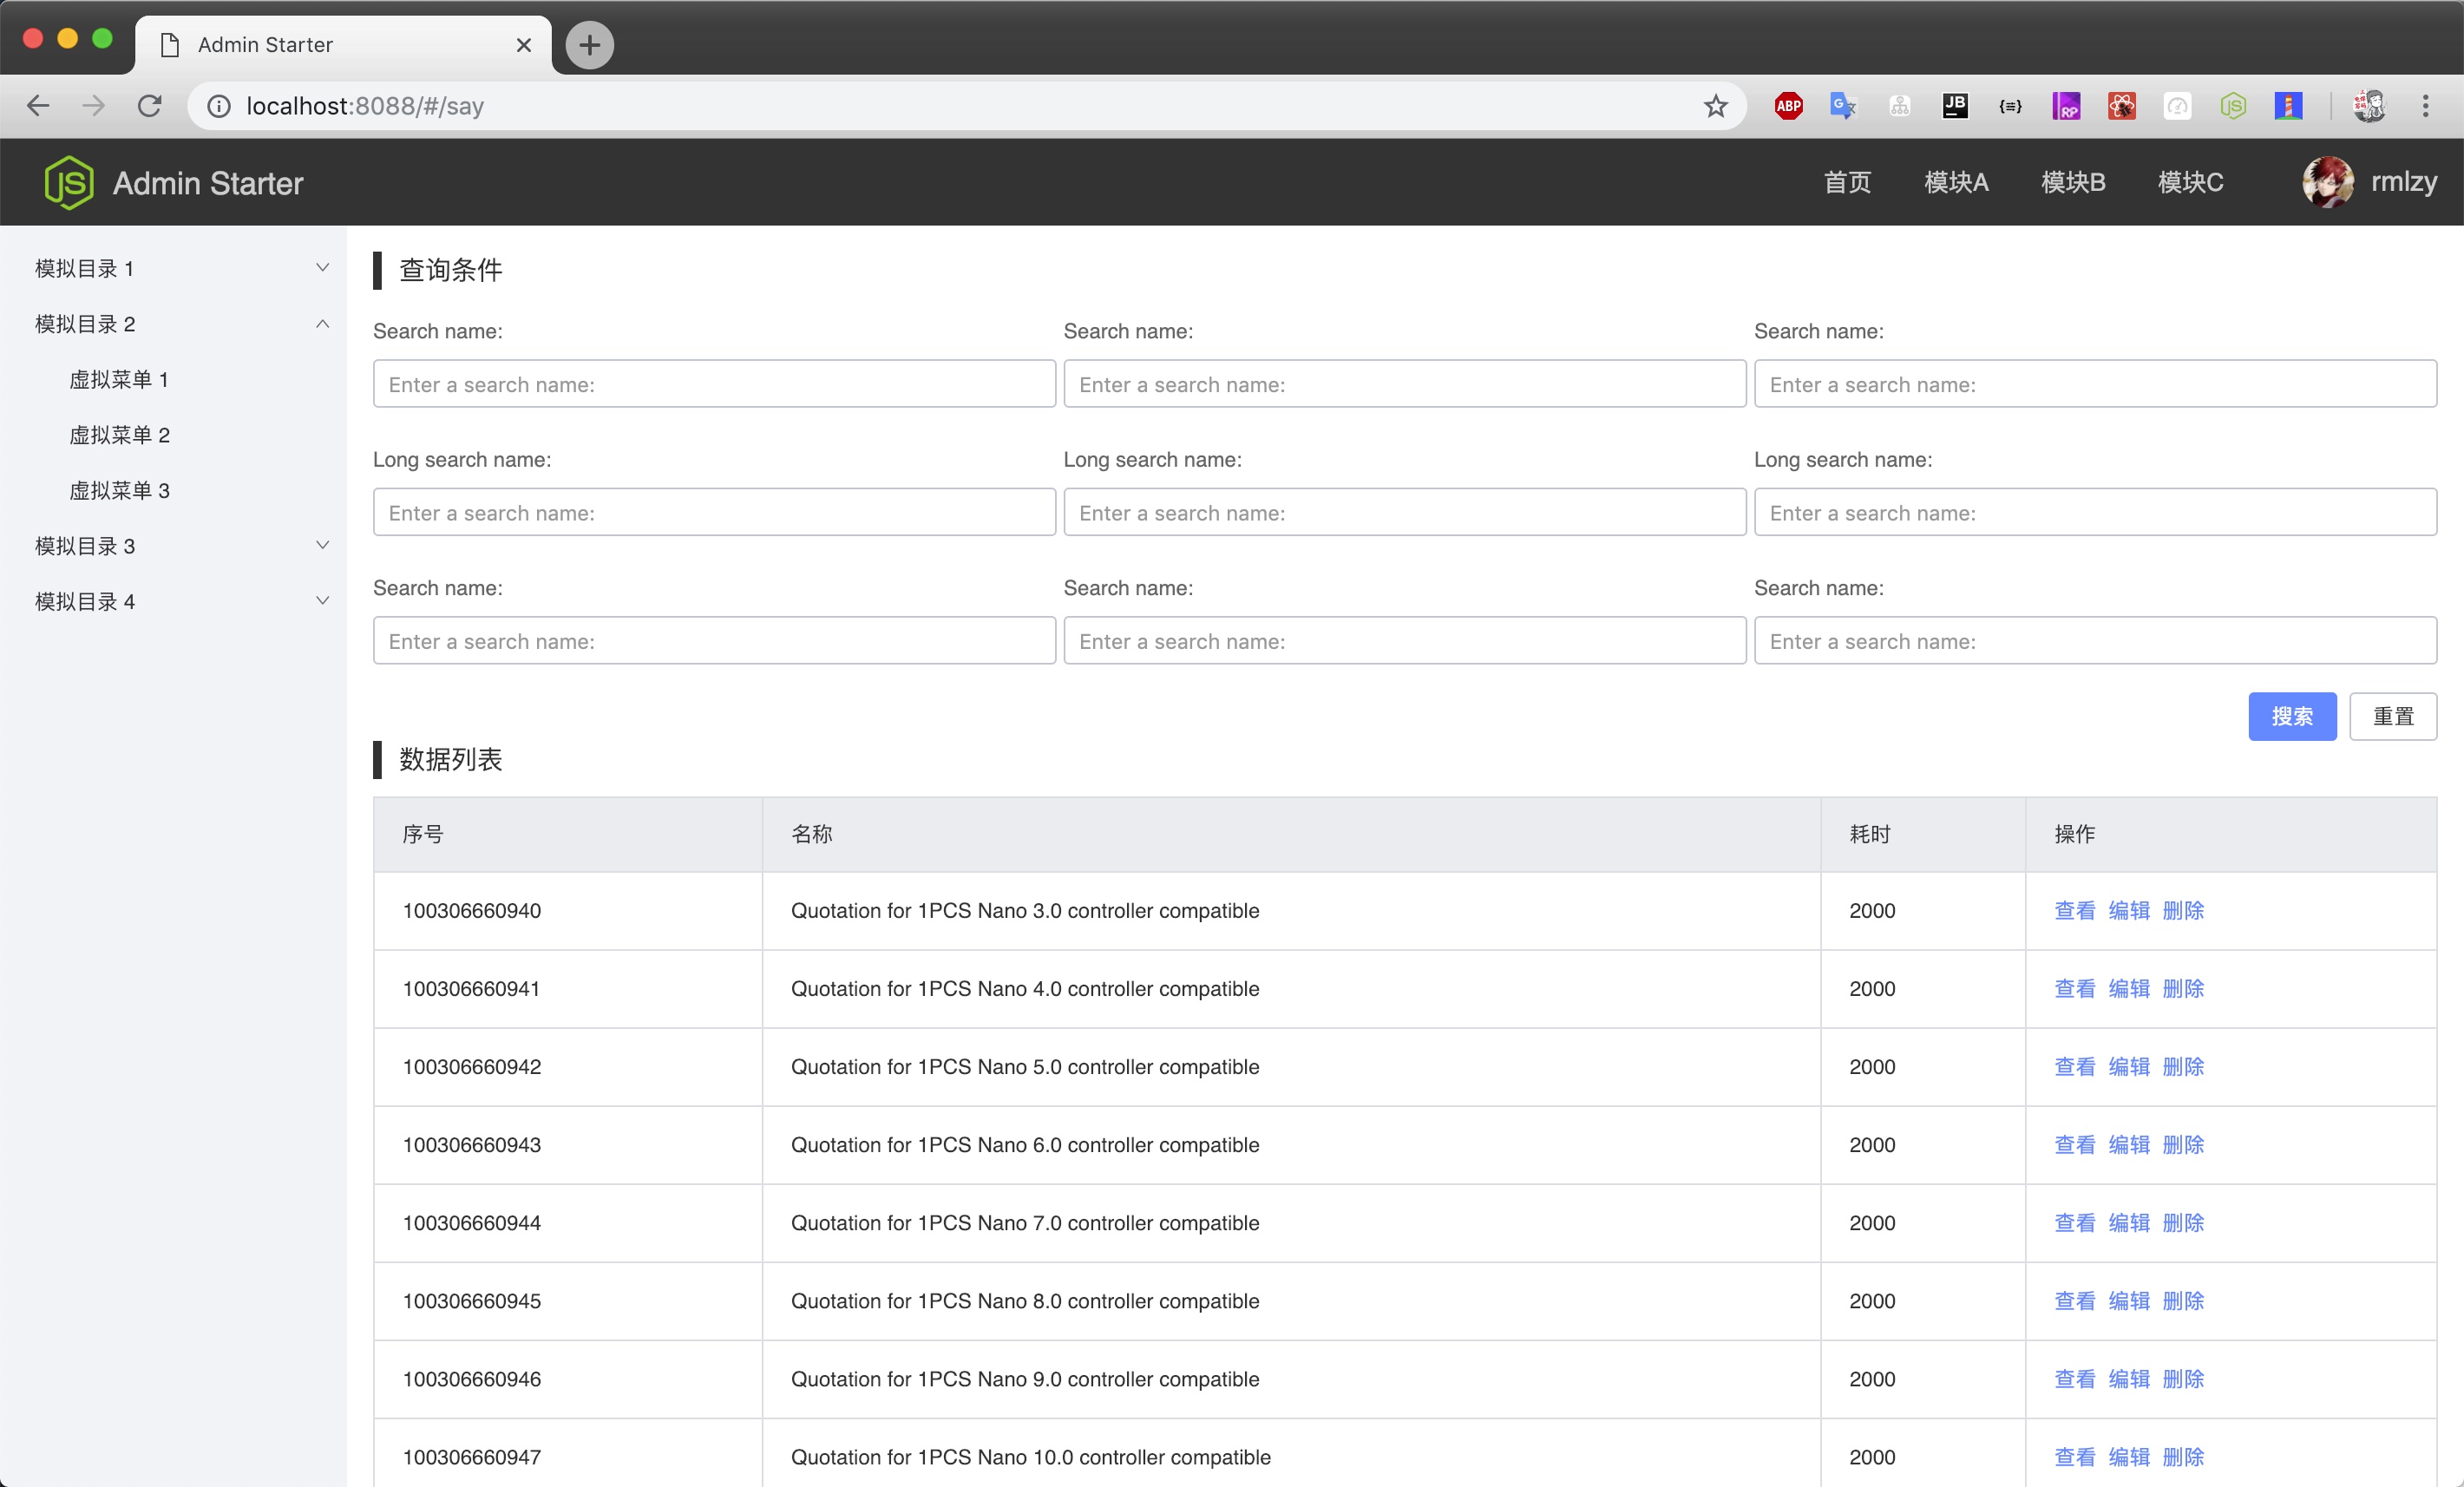 Admin Starter
localhost:8088/#/say
ABP
JB
{≡}
RP
JS
JS Admin Starter
首页 模块A 模块B 模块C rmlzy
模拟目录 1
模拟目录 2
虚拟菜单 1
虚拟菜单 2
虚拟菜单 3
模拟目录 3
模拟目录 4
查询条件
Search name: Search name: Search name:
Enter a search name: Enter a search name: Enter a search name:
Long search name: Long search name: Long search name:
Enter a search name: Enter a search name: Enter a search name:
Search name: Search name: Search name:
Enter a search name: Enter a search name: Enter a search name:
搜索 重置
数据列表
序号 名称 耗时 操作
100306660940 Quotation for 1PCS Nano 3.0 controller compatible 2000 查看 编辑 删除
100306660941 Quotation for 1PCS Nano 4.0 controller compatible 2000 查看 编辑 删除
100306660942 Quotation for 1PCS Nano 5.0 controller compatible 2000 查看 编辑 删除
100306660943 Quotation for 1PCS Nano 6.0 controller compatible 2000 查看 编辑 删除
100306660944 Quotation for 1PCS Nano 7.0 controller compatible 2000 查看 编辑 删除
100306660945 Quotation for 1PCS Nano 8.0 controller compatible 2000 查看 编辑 删除
100306660946 Quotation for 1PCS Nano 9.0 controller compatible 2000 查看 编辑 删除
100306660947 Quotation for 1PCS Nano 10.0 controller compatible 2000 查看 编辑 删除